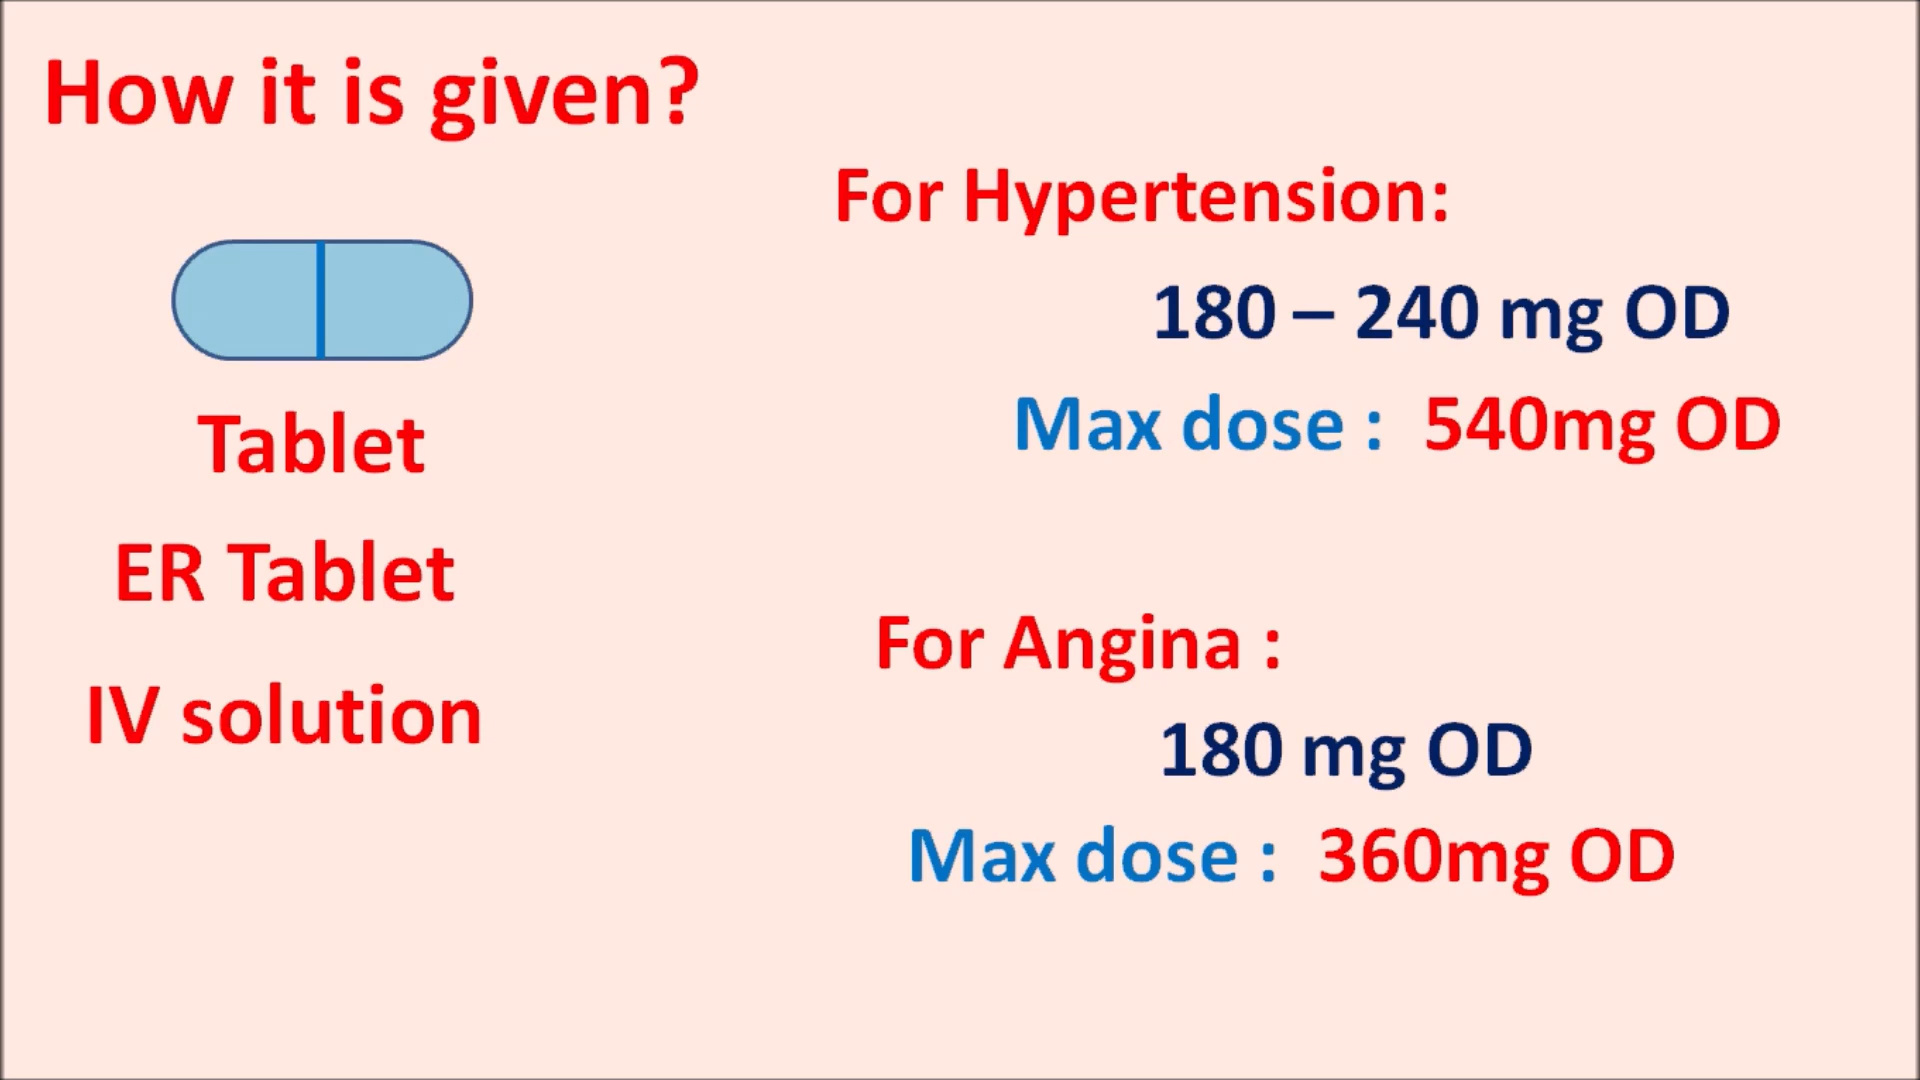 How it is given?
Tablet
ER Tablet
IV solution
For Hypertension:
180 – 240 mg OD
Max dose : 540mg OD
For Angina :
180 mg OD
Max dose : 360mg OD